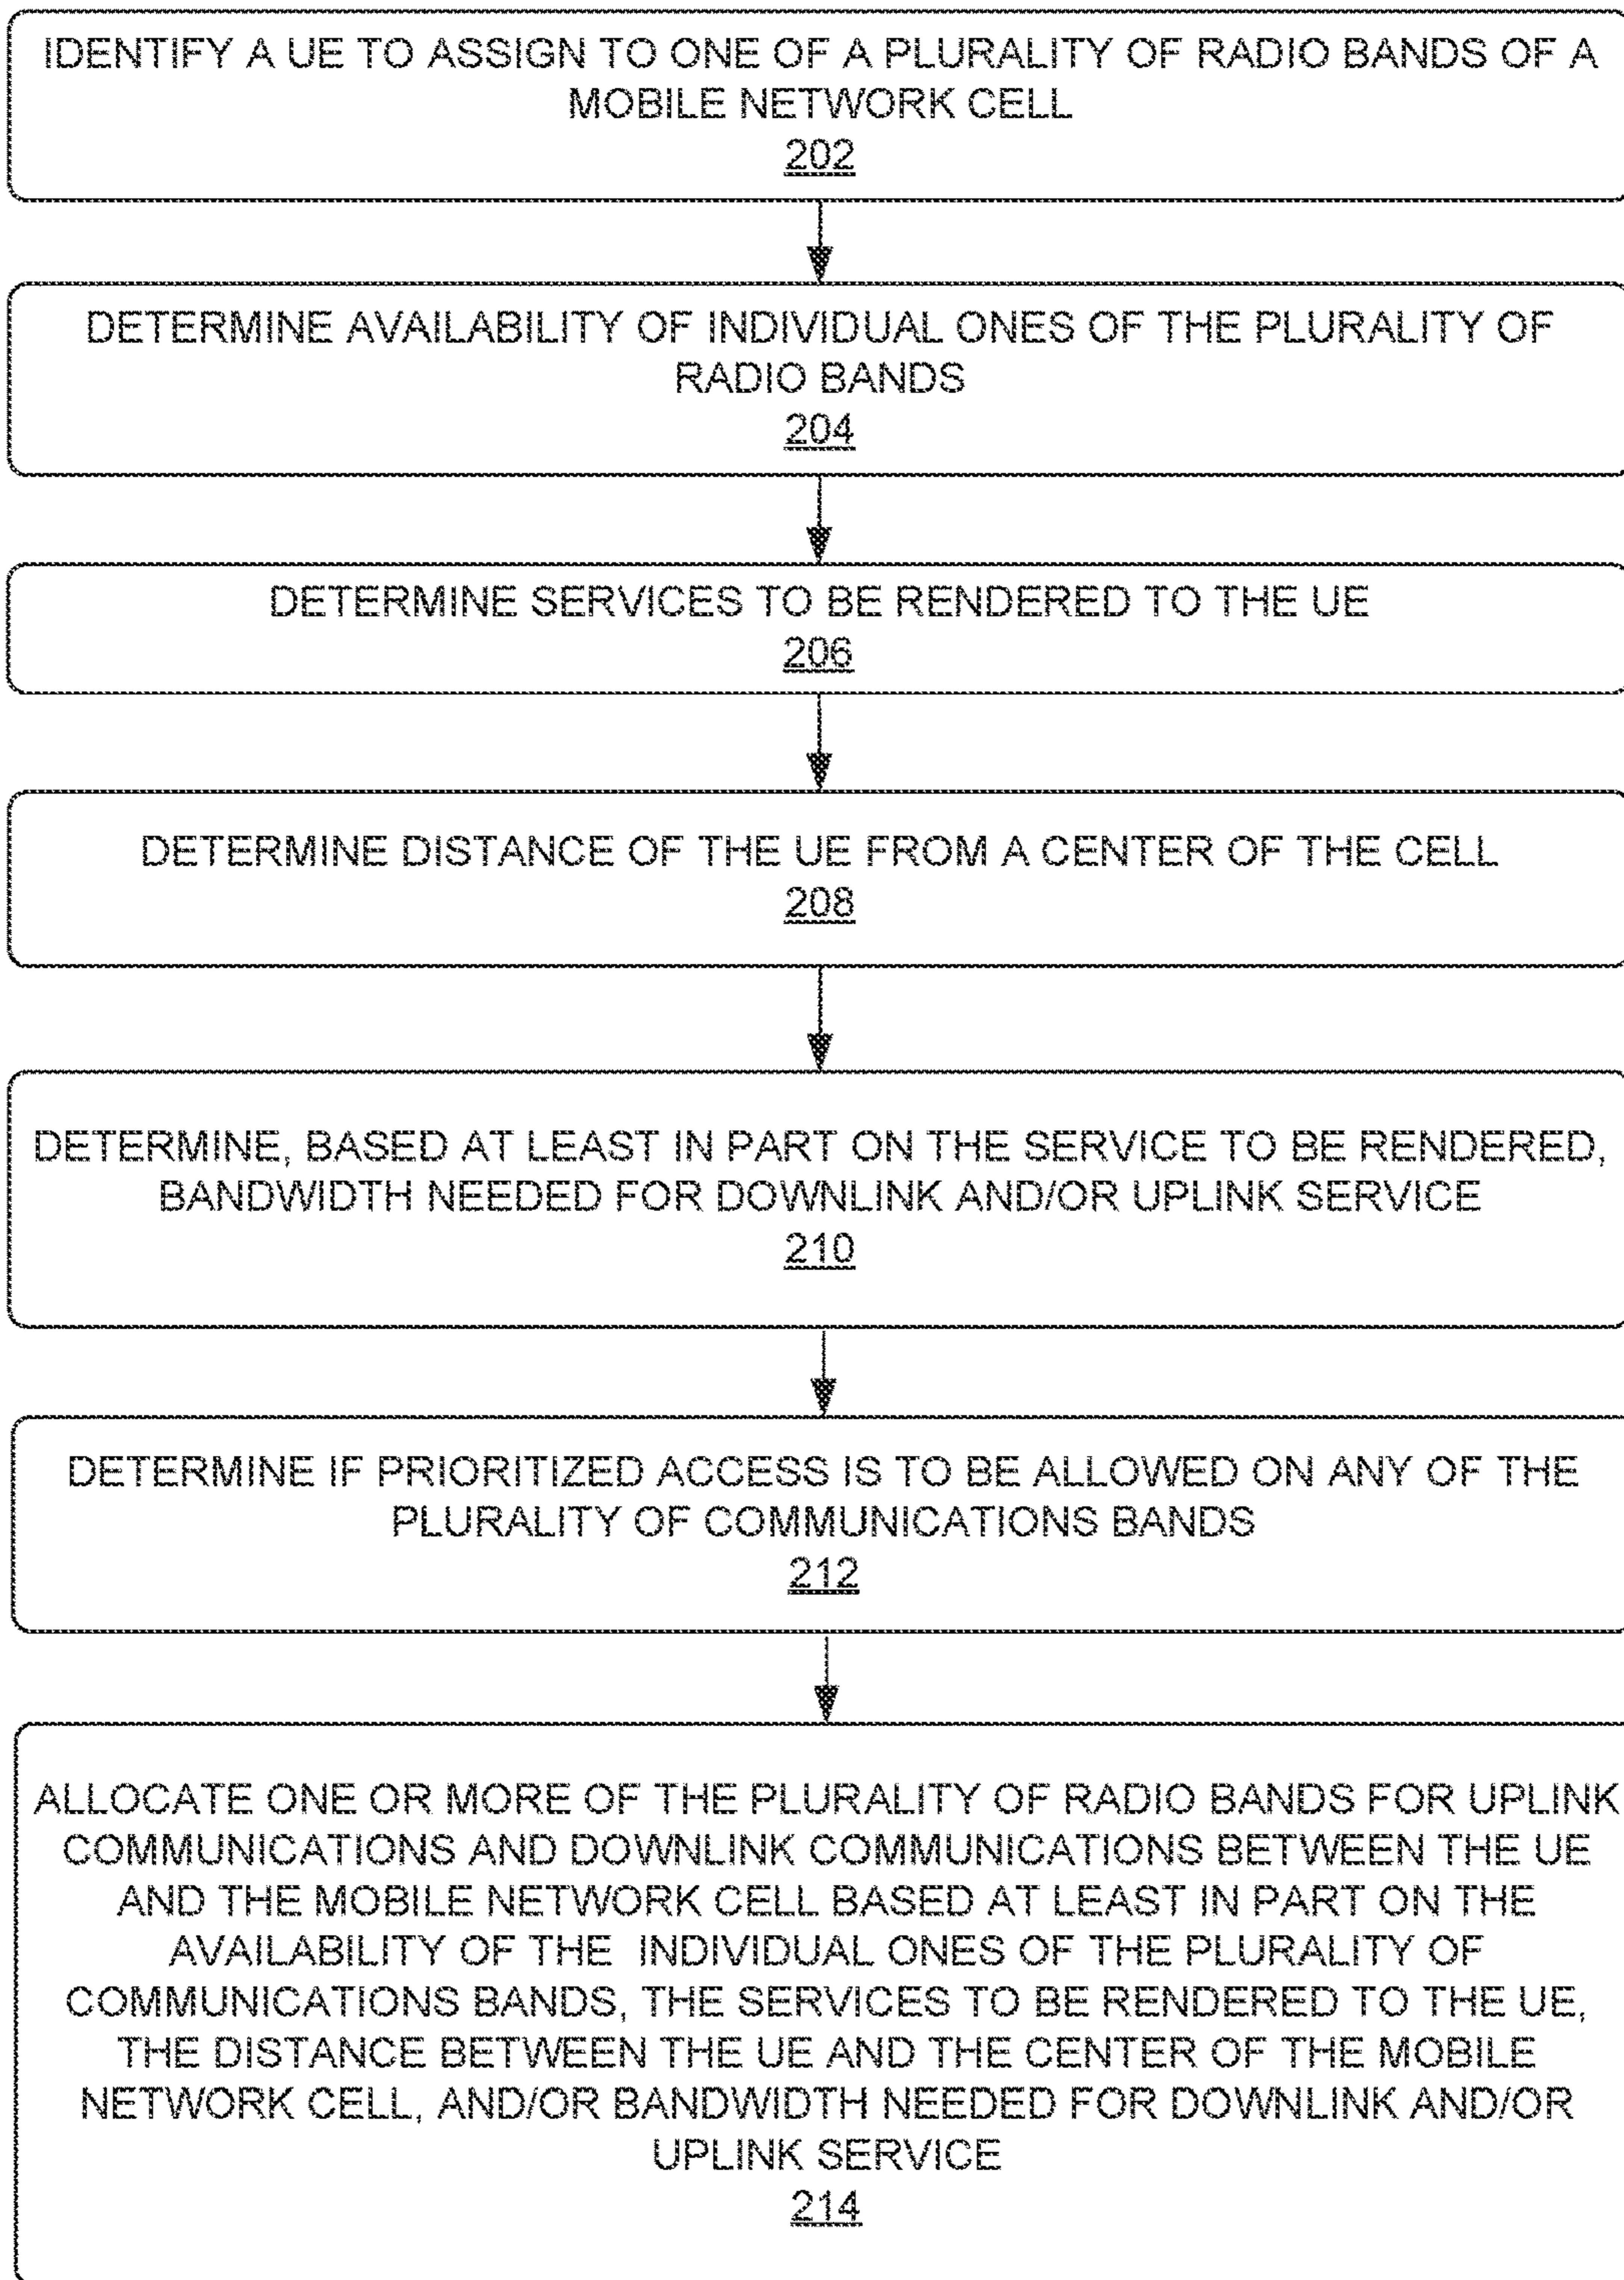 IDENTIFY A UE TO ASSIGN TO ONE OF A PLURALITY OF RADIO BANDS OF A
MOBILE NETWORK CELL
202
DETERMINE AVAILABILITY OF INDIVIDUAL ONES OF THE PLURALITY OF
RADIO BANDS
204
DETERMINE SERVICES TO BE RENDERED TO THE UE
206
DETERMINE DISTANCE OF THE UE FROM A CENTER OF THE CELL
208
DETERMINE, BASED AT LEAST IN PART ON THE SERVICE TO BE RENDERED,
BANDWIDTH NEEDED FOR DOWNLINK AND/OR UPLINK SERVICE
210
DETERMINE IF PRIORITIZED ACCESS IS TO BE ALLOWED ON ANY OF THE
PLURALITY OF COMMUNICATIONS BANDS
212
ALLOCATE ONE OR MORE OF THE PLURALITY OF RADIO BANDS FOR UPLINK
COMMUNICATIONS AND DOWNLINK COMMUNICATIONS BETWEEN THE UE
AND THE MOBILE NETWORK CELL BASED AT LEAST IN PART ON THE
AVAILABILITY OF THE INDIVIDUAL ONES OF THE PLURALITY OF
COMMUNICATIONS BANDS, THE SERVICES TO BE RENDERED TO THE UE,
THE DISTANCE BETWEEN THE UE AND THE CENTER OF THE MOBILE
NETWORK CELL, AND/OR BANDWIDTH NEEDED FOR DOWNLINK AND/OR
UPLINK SERVICE
214